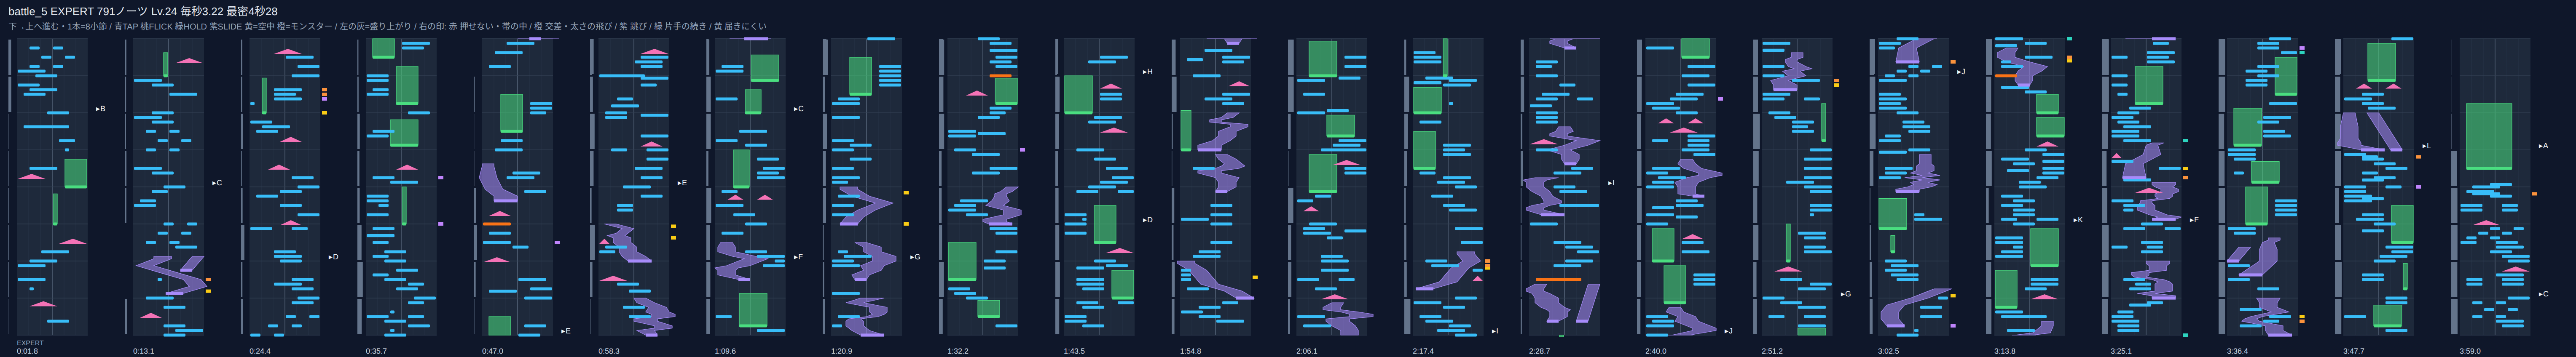 battle_5 EXPERT 791ノーツ Lv.24 毎秒3.22 最密4秒28
下→上へ進む・1本=8小節 / 青TAP 桃FLICK 緑HOLD 紫SLIDE 黄=空中 橙=モンスター / 左の灰=盛り上がり / 右の印: 赤 押せない・帯の中 / 橙 交差・太さの飛び / 紫 跳び / 緑 片手の続き / 黄 届きにくい
▸H
▸J
▸B
▸C
▸L
▸A
▸C
▸E
▸I
▸D
▸K
▸F
▸D
▸F
▸G
▸G
▸C
▸E
▸I
▸J
EXPERT
0:01.8 0:13.1 0:24.4 0:35.7 0:47.0 0:58.3 1:09.6 1:20.9 1:32.2 1:43.5 1:54.8 2:06.1 2:17.4 2:28.7 2:40.0 2:51.2 3:02.5 3:13.8 3:25.1 3:36.4 3:47.7 3:59.0